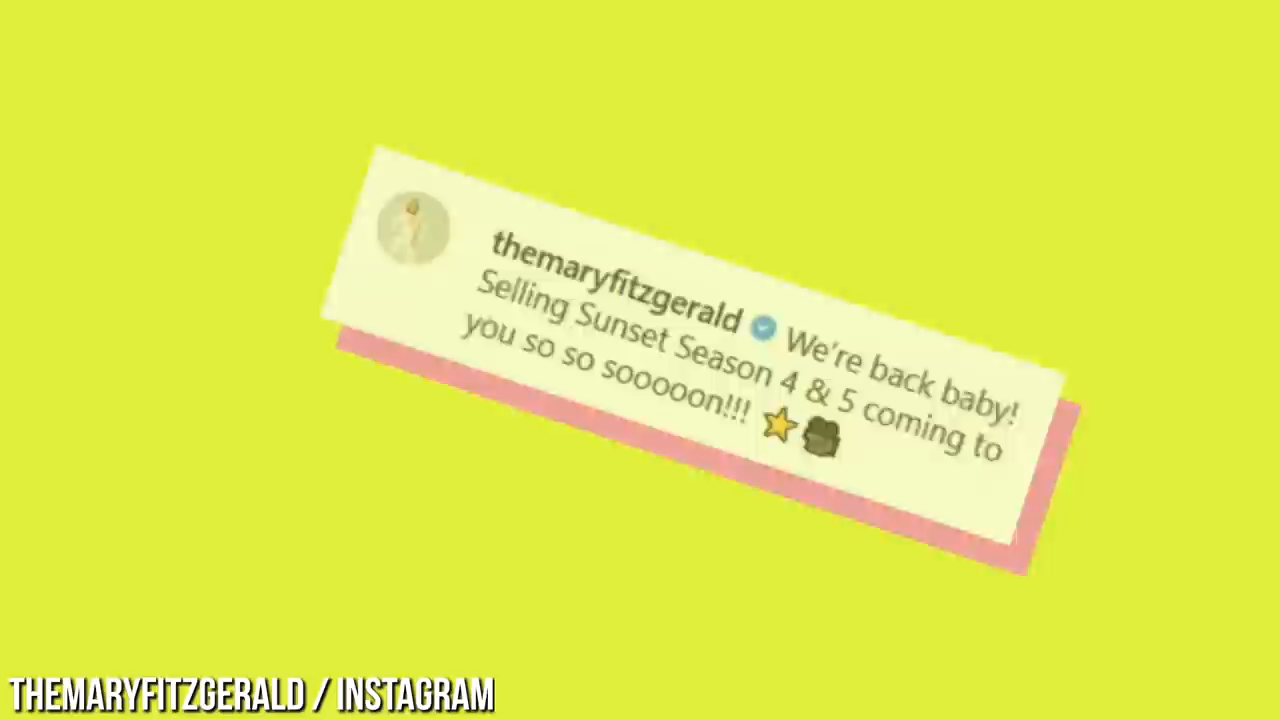 themaryfitzgerald We're back baby!
Selling Sunset Season 4 & 5 coming to
you so so sooooon!!! ⭐
THEMARYFITZGERALD / INSTAGRAM